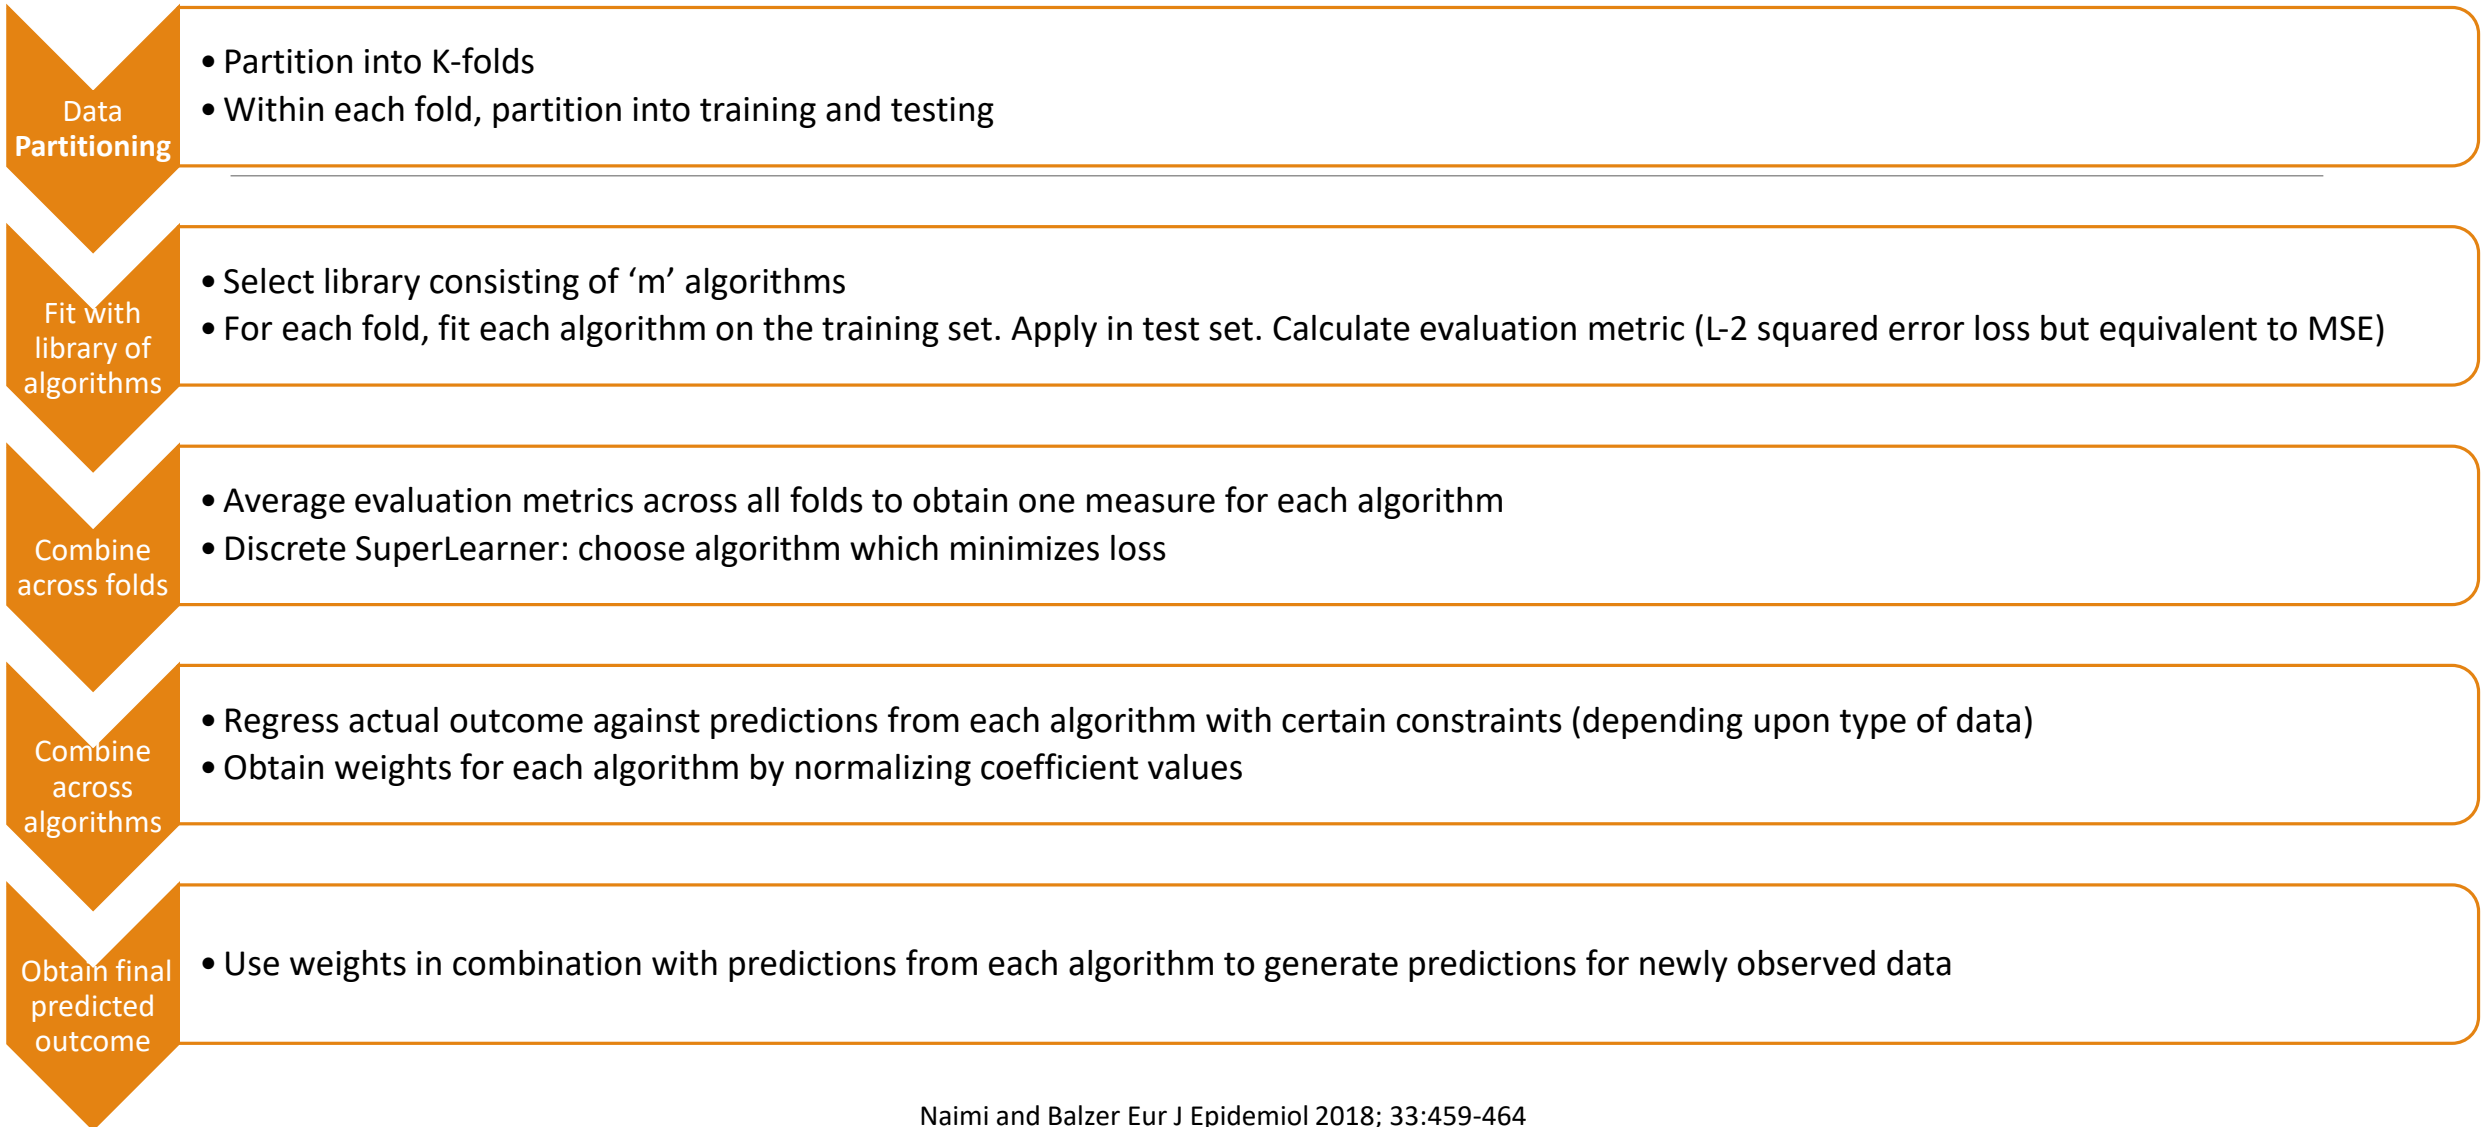 Data
Partitioning
• Partition into K-folds
• Within each fold, partition into training and testing
Fit with
library of
algorithms
• Select library consisting of ‘m’ algorithms
• For each fold, fit each algorithm on the training set. Apply in test set. Calculate evaluation metric (L-2 squared error loss but equivalent to MSE)
Combine
across folds
• Average evaluation metrics across all folds to obtain one measure for each algorithm
• Discrete SuperLearner: choose algorithm which minimizes loss
Combine
across
algorithms
• Regress actual outcome against predictions from each algorithm with certain constraints (depending upon type of data)
• Obtain weights for each algorithm by normalizing coefficient values
Obtain final
predicted
outcome
• Use weights in combination with predictions from each algorithm to generate predictions for newly observed data
Naimi and Balzer Eur J Epidemiol 2018; 33:459-464